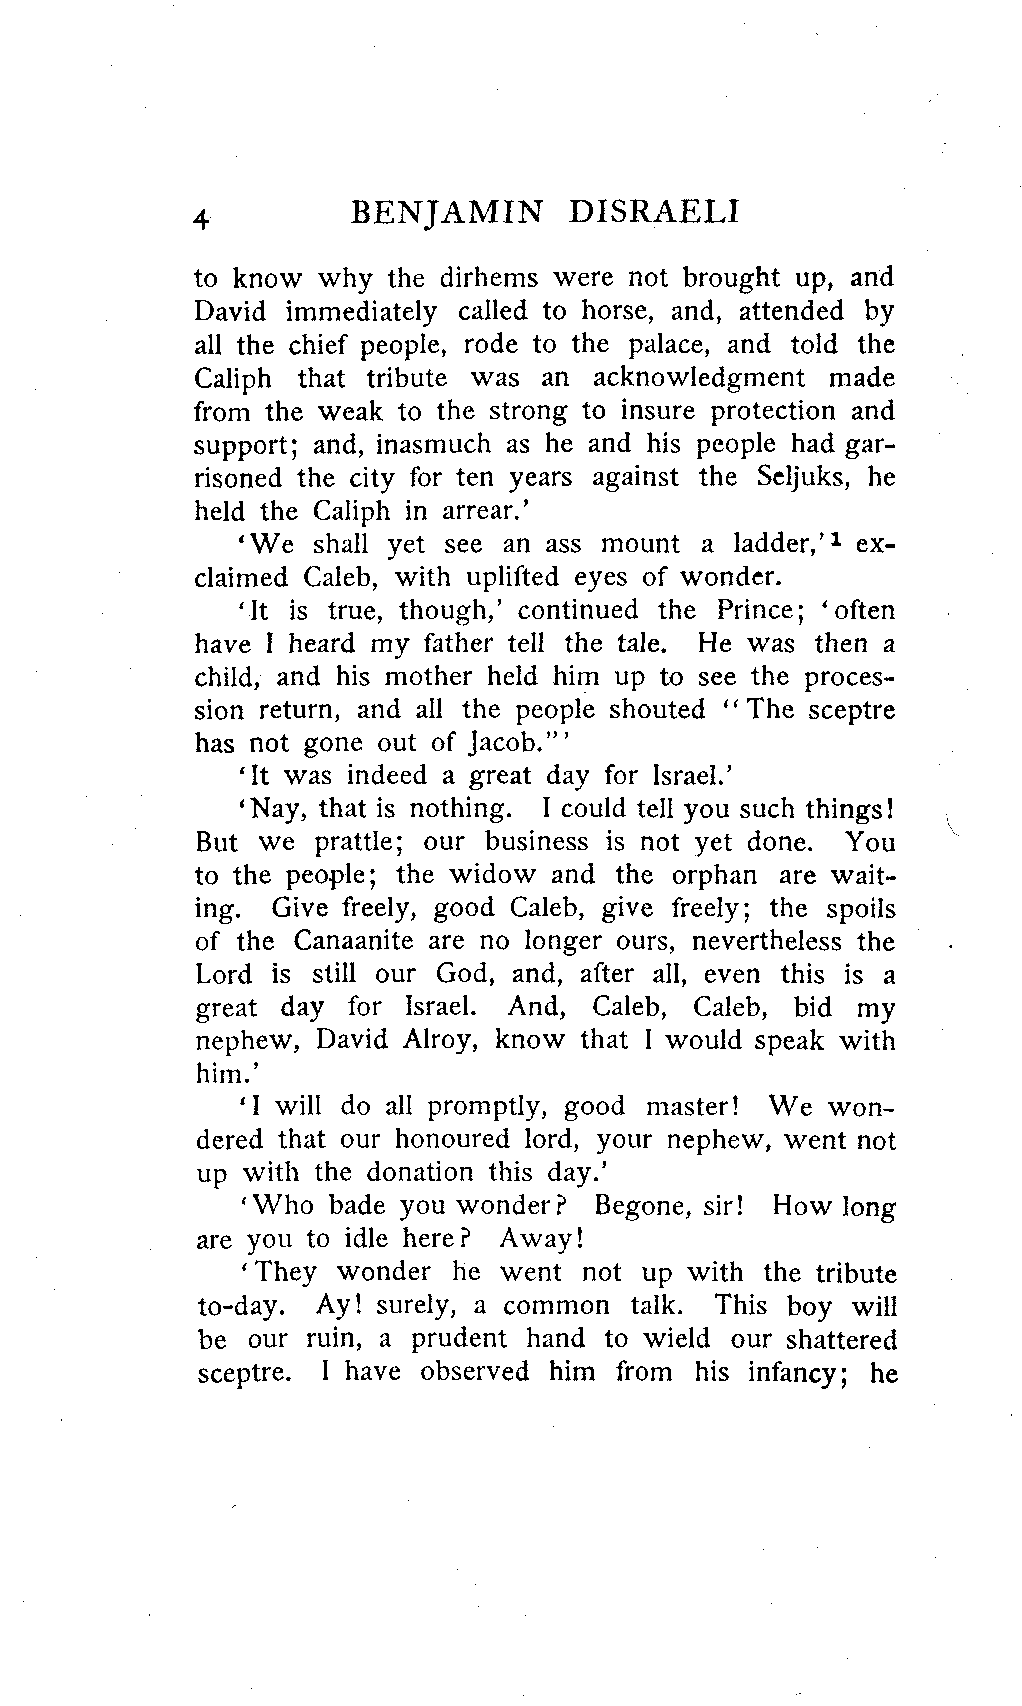 4 BENJAMIN DISRAELI
to know why the dirhems were not brought up, and
David immediately called to horse, and, attended by
all the chief people, rode to the palace, and told the
Caliph that tribute was an acknowledgment made
from the weak to the strong to insure protection and
support; and, inasmuch as he and his people had gar-
risoned the city for ten years against the Seljuks, he
held the Caliph in arrear.'
'We shall yet see an ass mount a ladder,'1 ex-
claimed Caleb, with uplifted eyes of wonder.
'It is true, though,' continued the Prince; 'often
have I heard my father tell the tale. He was then a
child, and his mother held him up to see the proces-
sion return, and all the people shouted "The sceptre
has not gone out of Jacob."'
'It was indeed a great day for Israel.'
'Nay, that is nothing. I could tell you such things!
But we prattle; our business is not yet done. You
to the people; the widow and the orphan are wait-
ing. Give freely, good Caleb, give freely; the spoils
of the Canaanite are no longer ours, nevertheless the
Lord is still our God, and, after all, even this is a
great day for Israel. And, Caleb, Caleb, bid my
nephew, David Alroy, know that I would speak with
him.'
'I will do all promptly, good master! We won-
dered that our honoured lord, your nephew, went not
up with the donation this day.'
'Who bade you wonder? Begone, sir! How long
are you to idle here? Away!
'They wonder he went not up with the tribute
to-day. Ay! surely, a common talk. This boy will
be our ruin, a prudent hand to wield our shattered
sceptre. I have observed him from his infancy; he